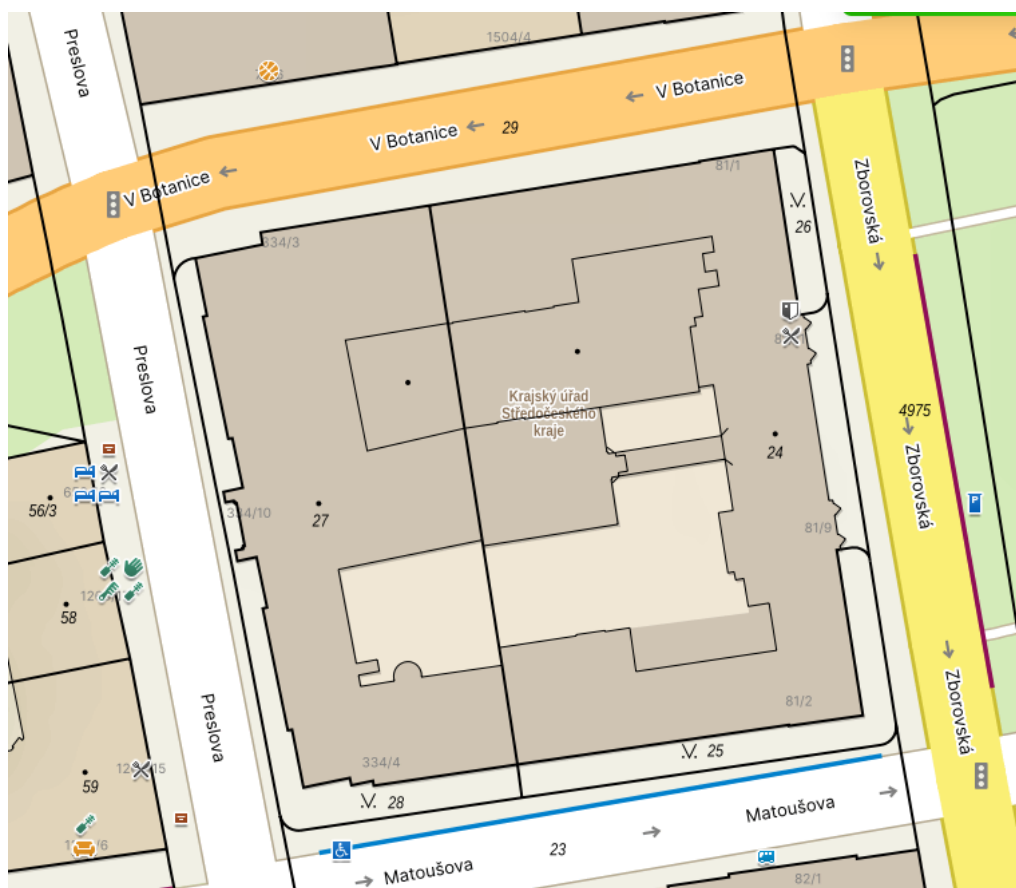 Preslova
1504/4
V Botanice
V Botanice
29
V Botanice
81/1
Zborovská
26
334/3
Preslova
Krajský úřad
Středočeského
kraje
4975
24
Zborovská
56/3
27
334/10
81/9
58
Zborovská
Preslova
81/2
25
334/4
59
28
Matoušova
23
Matoušova
82/1
P